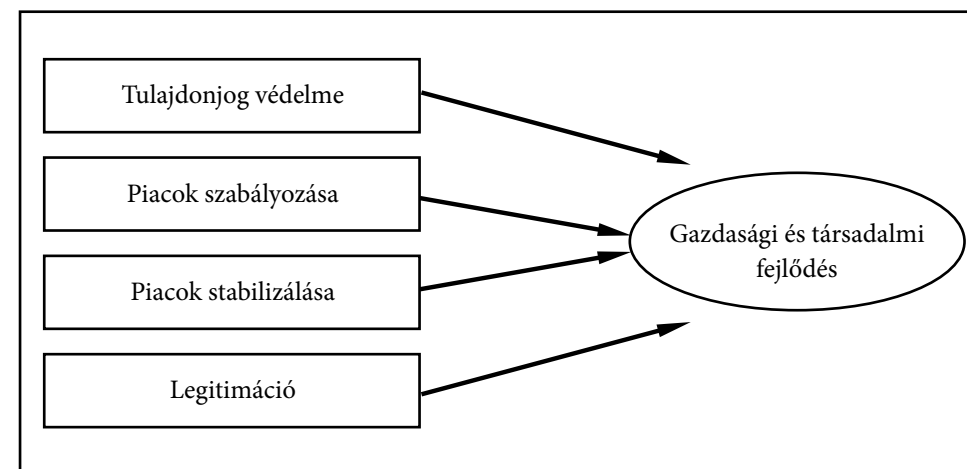 Tulajdonjog védelme
Piacok szabályozása
Piacok stabilizálása
Legitimáció
Gazdasági és társadalmi
fejlődés